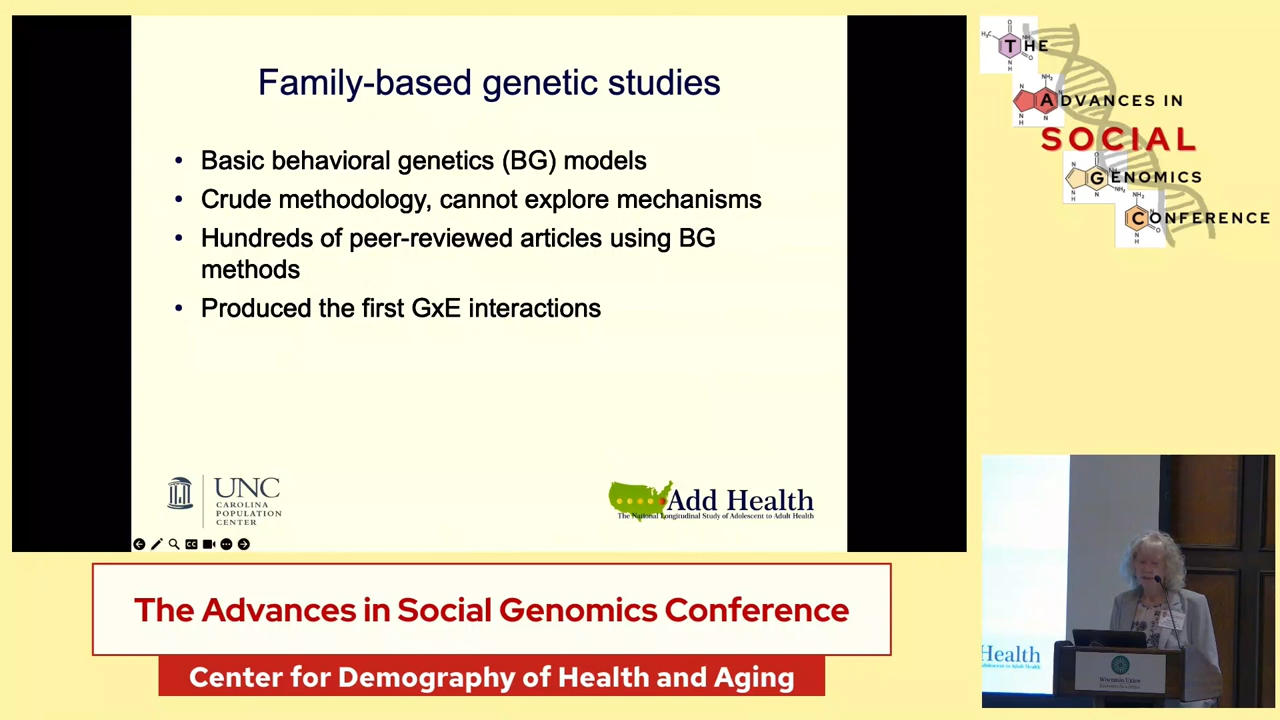 Family-based genetic studies
• Basic behavioral genetics (BG) models
• Crude methodology, cannot explore mechanisms
• Hundreds of peer-reviewed articles using BG
methods
• Produced the first GxE interactions
UNC
CAROLINA
POPULATION
CENTER
Add Health
The National Longitudinal Study of Adolescent to Adult Health
THE
ADVANCES IN
SOCIAL
GENOMICS
CONFERENCE
Health
Wisconsin Union
The Advances in Social Genomics Conference
Center for Demography of Health and Aging